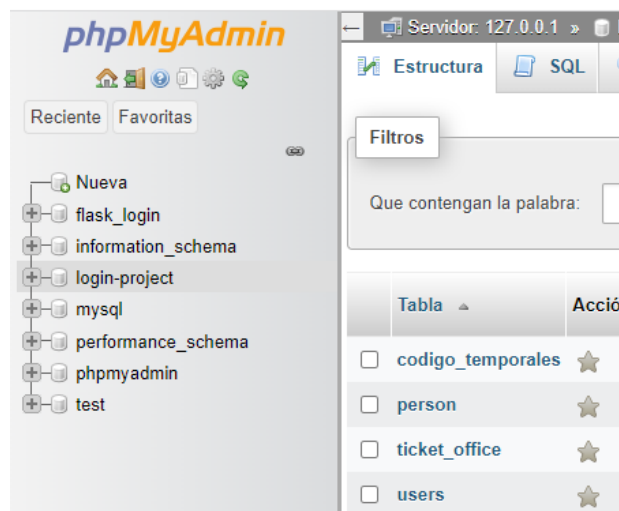 phpMyAdmin
Reciente Favoritas
Nueva
flask_login
information_schema
login-project
mysql
performance_schema
phpmyadmin
test
← Servidor: 127.0.0.1 »
Estructura SQL
Filtros
Que contengan la palabra:
Tabla Acció
codigo_temporales
person
ticket_office
users